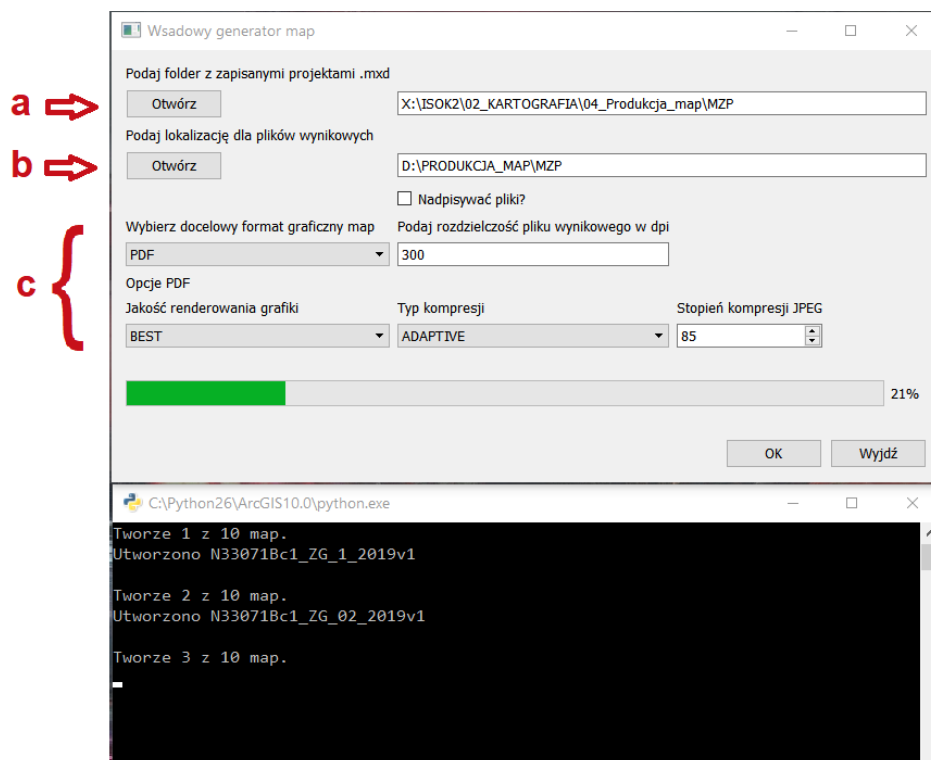 Wsadowy generator map
Podaj folder z zapisanymi projektami .mxd
a
Otwórz
X:\ISOK2\02_KARTOGRAFIA\04_Produkcja_map\MZP
Podaj lokalizację dla plików wynikowych
b
Otwórz
D:\PRODUKCJA_MAP\MZP
Nadpisywać pliki?
Wybierz docelowy format graficzny map
Podaj rozdzielczość pliku wynikowego w dpi
PDF
300
c
Opcje PDF
Jakość renderowania grafiki
Typ kompresji
Stopień kompresji JPEG
BEST
ADAPTIVE
85
21%
OK
Wyjdź
C:\Python26\ArcGIS10.0\python.exe
Tworze 1 z 10 map.
Utworzono N33071Bc1_ZG_1_2019v1
Tworze 2 z 10 map.
Utworzono N33071Bc1_ZG_02_2019v1
Tworze 3 z 10 map.